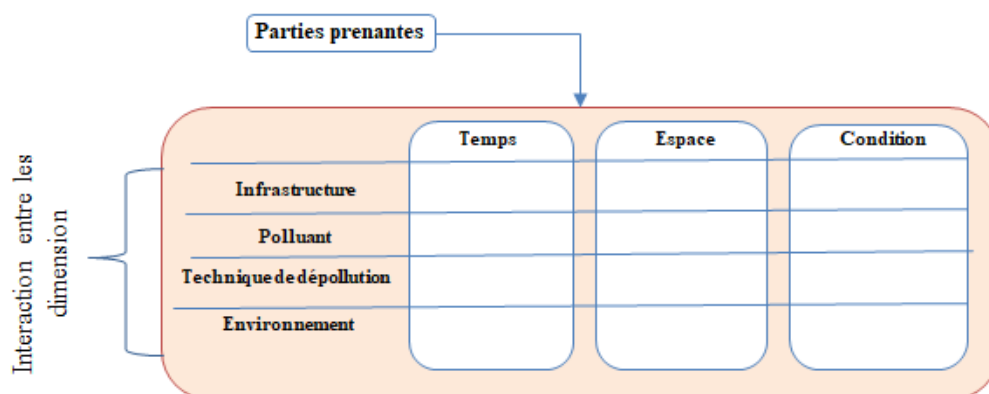 Parties prenantes
Temps
Espace
Condition
Infrastructure
Polluant
Technique de dépollution
Environnement
Interaction entre les
dimension